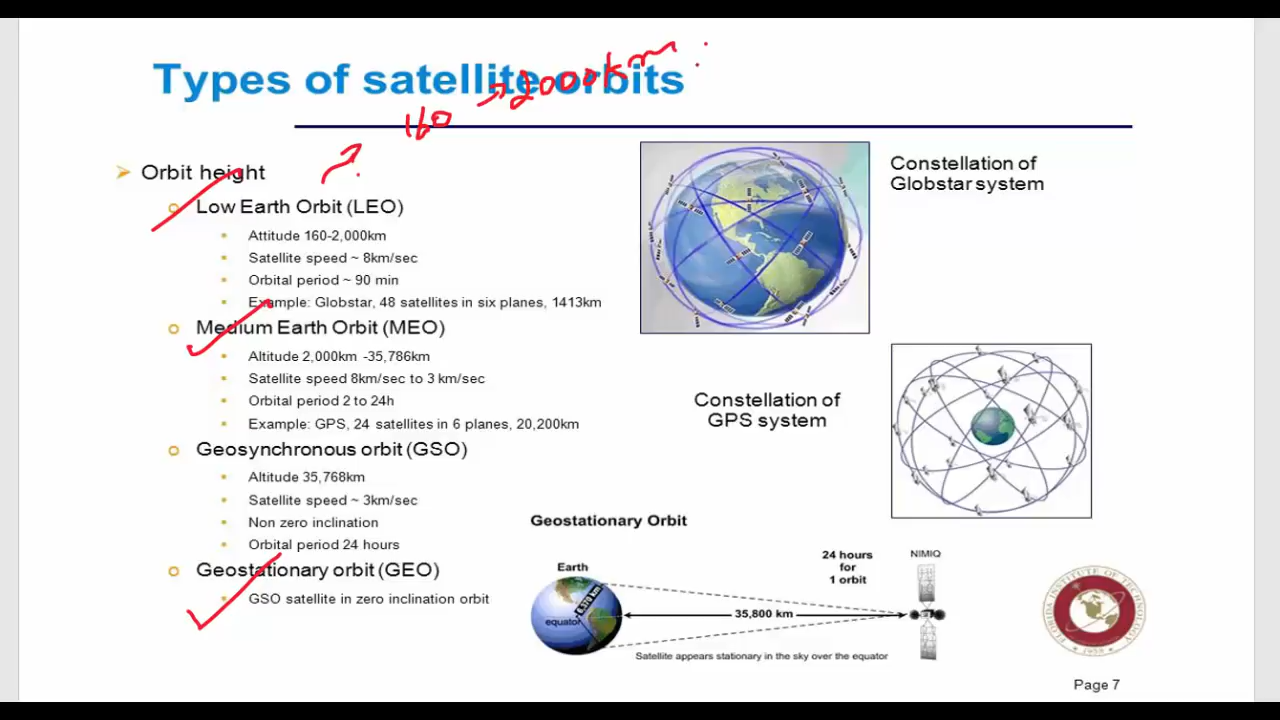 Types of satellite orbits
160 → 2000km
Orbit height
Low Earth Orbit (LEO)
Attitude 160-2,000km
Satellite speed ~ 8km/sec
Orbital period ~ 90 min
Example: Globstar, 48 satellites in six planes, 1413km
Medium Earth Orbit (MEO)
Altitude 2,000km -35,786km
Satellite speed 8km/sec to 3 km/sec
Orbital period 2 to 24h
Example: GPS, 24 satellites in 6 planes, 20,200km
Geosynchronous orbit (GSO)
Altitude 35,768km
Satellite speed ~ 3km/sec
Non zero inclination
Orbital period 24 hours
Geostationary orbit (GEO)
GSO satellite in zero inclination orbit
Constellation of
Globstar system
Constellation of
GPS system
Geostationary Orbit
Earth
equator
24 hours
for
1 orbit
NIMIQ
35,800 km
Satellite appears stationary in the sky over the equator
FLORIDA INSTITUTE OF TECHNOLOGY
1958
Page 7